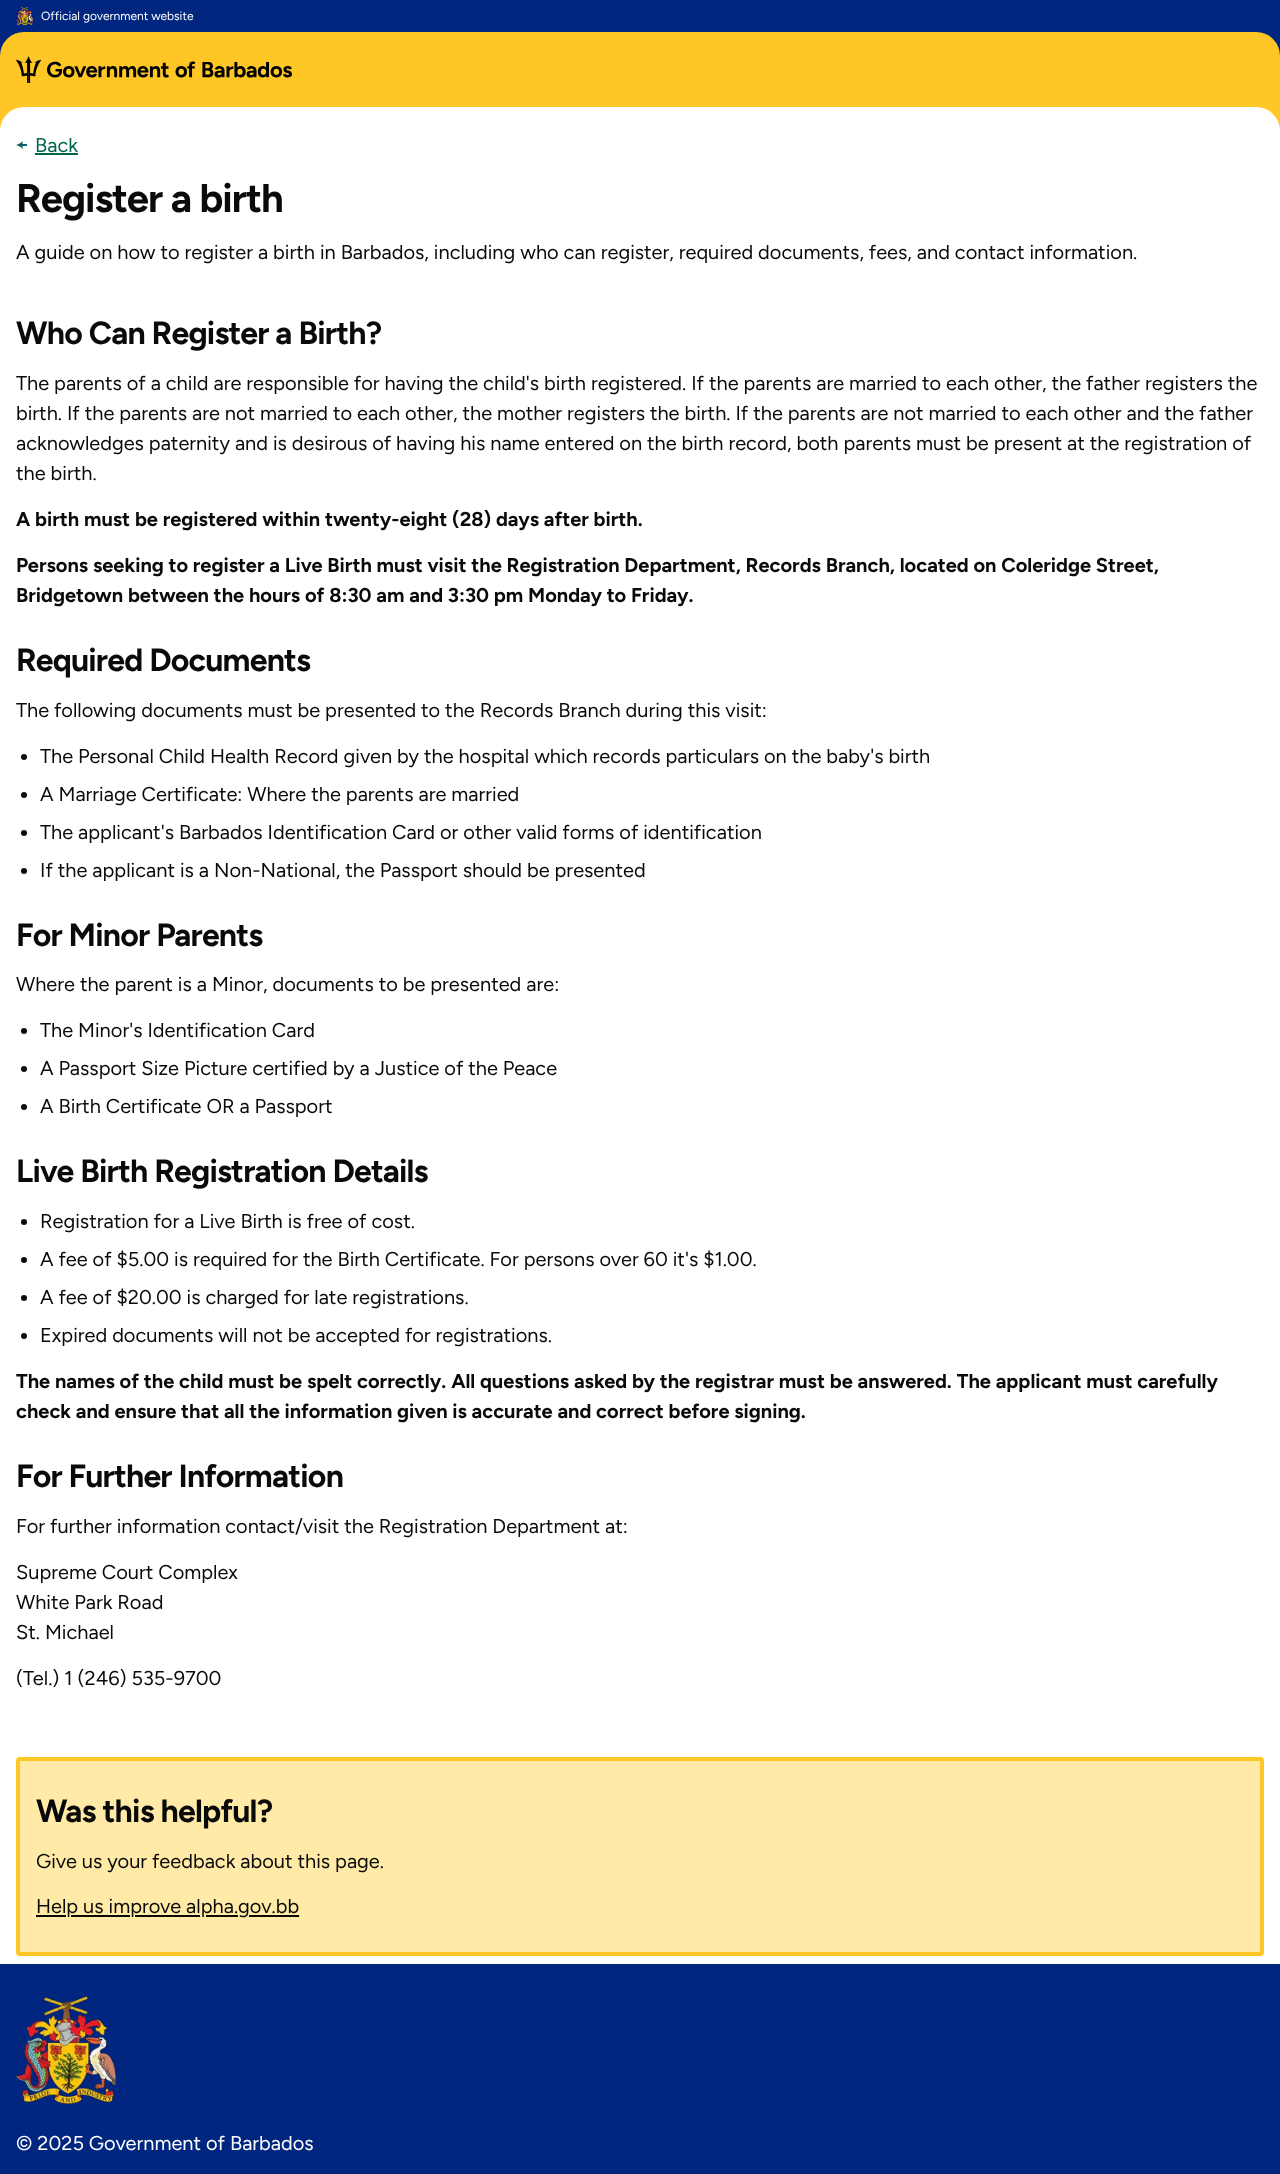 Official government website
Government of Barbados
Back
Register a birth
A guide on how to register a birth in Barbados, including who can register, required documents, fees, and contact information.
Who Can Register a Birth?
The parents of a child are responsible for having the child's birth registered. If the parents are married to each other, the father registers the
birth. If the parents are not married to each other, the mother registers the birth. If the parents are not married to each other and the father
acknowledges paternity and is desirous of having his name entered on the birth record, both parents must be present at the registration of
the birth.
A birth must be registered within twenty-eight (28) days after birth.
Persons seeking to register a Live Birth must visit the Registration Department, Records Branch, located on Coleridge Street,
Bridgetown between the hours of 8:30 am and 3:30 pm Monday to Friday.
Required Documents
The following documents must be presented to the Records Branch during this visit:
• The Personal Child Health Record given by the hospital which records particulars on the baby's birth
• A Marriage Certificate: Where the parents are married
• The applicant's Barbados Identification Card or other valid forms of identification
• If the applicant is a Non-National, the Passport should be presented
For Minor Parents
Where the parent is a Minor, documents to be presented are:
• The Minor's Identification Card
• A Passport Size Picture certified by a Justice of the Peace
• A Birth Certificate OR a Passport
Live Birth Registration Details
• Registration for a Live Birth is free of cost.
• A fee of $5.00 is required for the Birth Certificate. For persons over 60 it's $1.00.
• A fee of $20.00 is charged for late registrations.
• Expired documents will not be accepted for registrations.
The names of the child must be spelt correctly. All questions asked by the registrar must be answered. The applicant must carefully
check and ensure that all the information given is accurate and correct before signing.
For Further Information
For further information contact/visit the Registration Department at:
Supreme Court Complex
White Park Road
St. Michael
(Tel.) 1 (246) 535-9700
Was this helpful?
Give us your feedback about this page.
Help us improve alpha.gov.bb
PRIDE AND INDUSTRY
© 2025 Government of Barbados